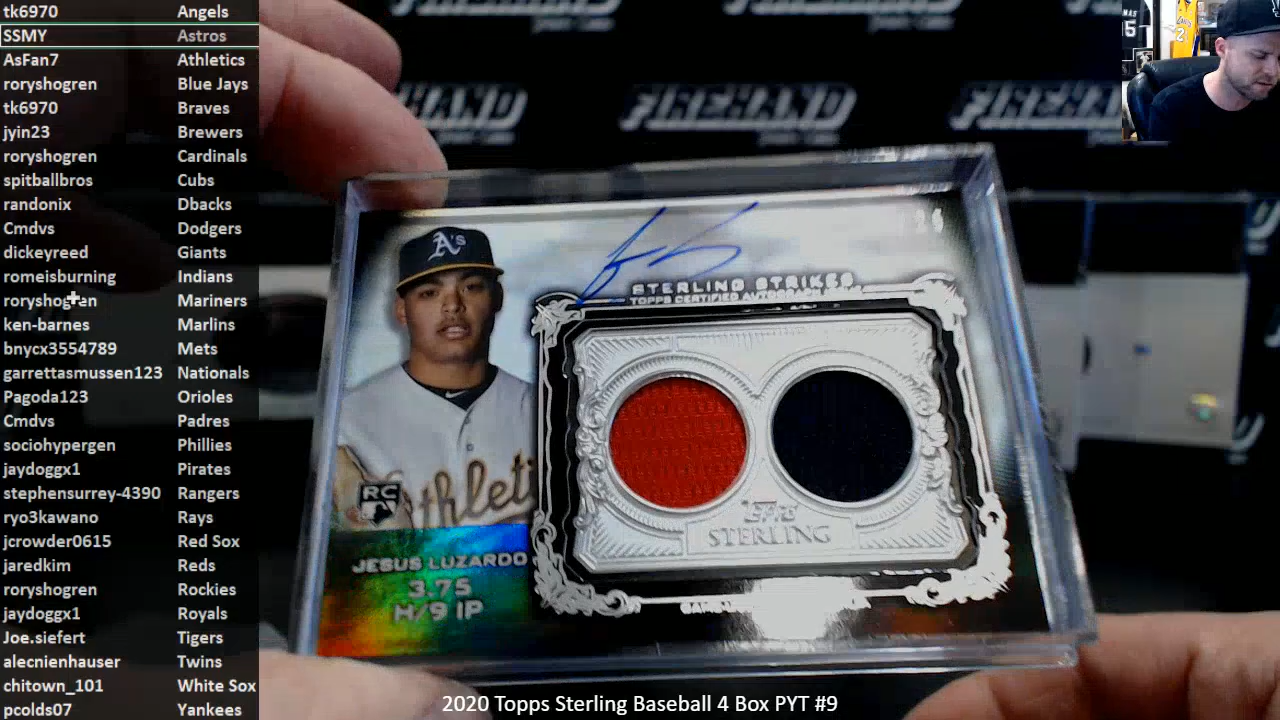 tk6970 Angels
SSMY Astros
AsFan7 Athletics
roryshogren Blue Jays
tk6970 Braves
jyin23 Brewers
roryshogren Cardinals
spitballbros Cubs
randonix Dbacks
Cmdvs Dodgers
dickeyreed Giants
romeisburning Indians
roryshogren Mariners
ken-barnes Marlins
bnycx3554789 Mets
garrettasmussen123 Nationals
Pagoda123 Orioles
Cmdvs Padres
sociohypergen Phillies
jaydoggx1 Pirates
stephensurrey-4390 Rangers
ryo3kawano Rays
jcrowder0615 Red Sox
jaredkim Reds
roryshogren Rockies
jaydoggx1 Royals
Joe.siefert Tigers
alecnienhauser Twins
chitown_101 White Sox
pcolds07 Yankees
FIREHAND
FIREHAND
FIREHAND
A's
STERLING STRIKES
TOPPS CERTIFIED AUTOGRAPH
Athleti
RC
JESUS LUZARDO
3.75
H/9 IP
Topps
STERLING
2020 Topps Sterling Baseball 4 Box PYT #9